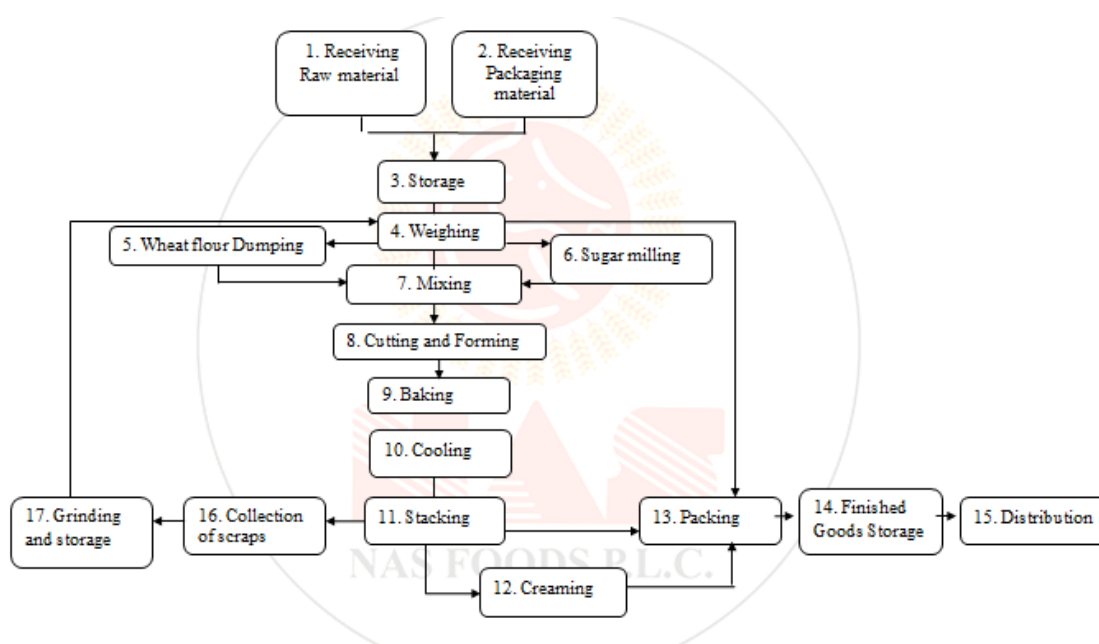 1. Receiving
Raw material
2. Receiving
Packaging
material
3. Storage
4. Weighing
5. Wheat flour Dumping
6. Sugar milling
7. Mixing
8. Cutting and Forming
9. Baking
10. Cooling
17. Grinding
and storage
16. Collection
of scraps
11. Stacking
13. Packing
14. Finished
Goods Storage
15. Distribution
NAS
NAS FOODS P.L.C.
12. Creaming